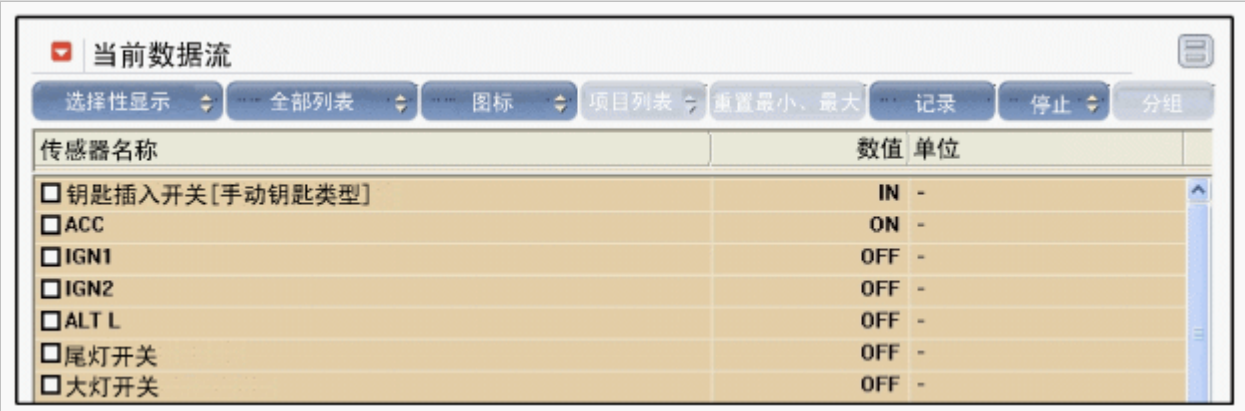 当前数据流
选择性显示 全部列表 图标 项目列表 重置最小、最大 记录 停止 分组
传感器名称 数值 单位
钥匙插入开关[手动钥匙类型] IN -
ACC ON -
IGN1 OFF -
IGN2 OFF -
ALT L OFF -
尾灯开关 OFF -
大灯开关 OFF -